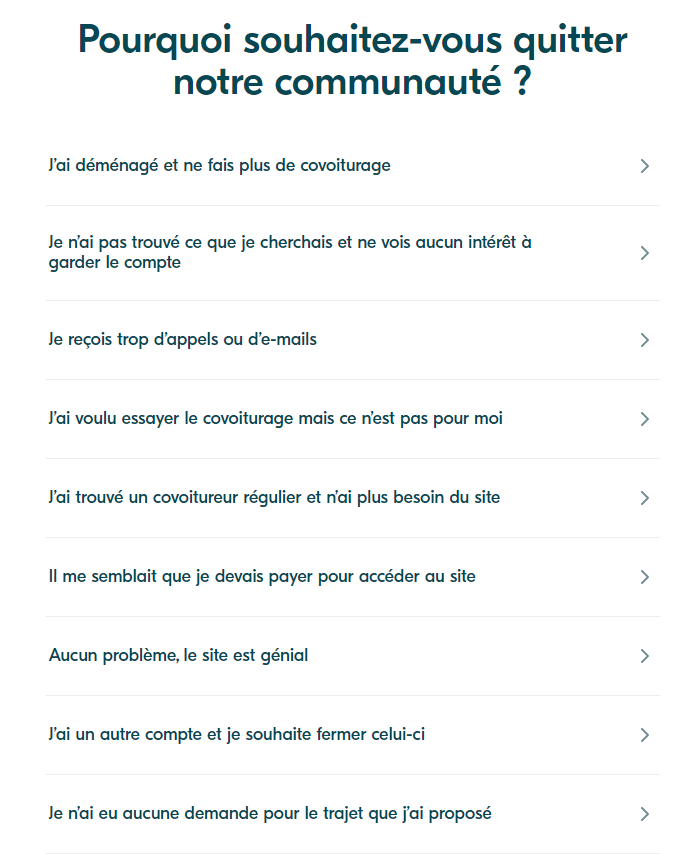 Pourquoi souhaitez-vous quitter
notre communauté ?
J'ai déménagé et ne fais plus de covoiturage
Je n'ai pas trouvé ce que je cherchais et ne vois aucun intérêt à
garder le compte
Je reçois trop d'appels ou d'e-mails
J'ai voulu essayer le covoiturage mais ce n'est pas pour moi
J'ai trouvé un covoitureur régulier et n'ai plus besoin du site
Il me semblait que je devais payer pour accéder au site
Aucun problème, le site est génial
J'ai un autre compte et je souhaite fermer celui-ci
Je n'ai eu aucune demande pour le trajet que j'ai proposé